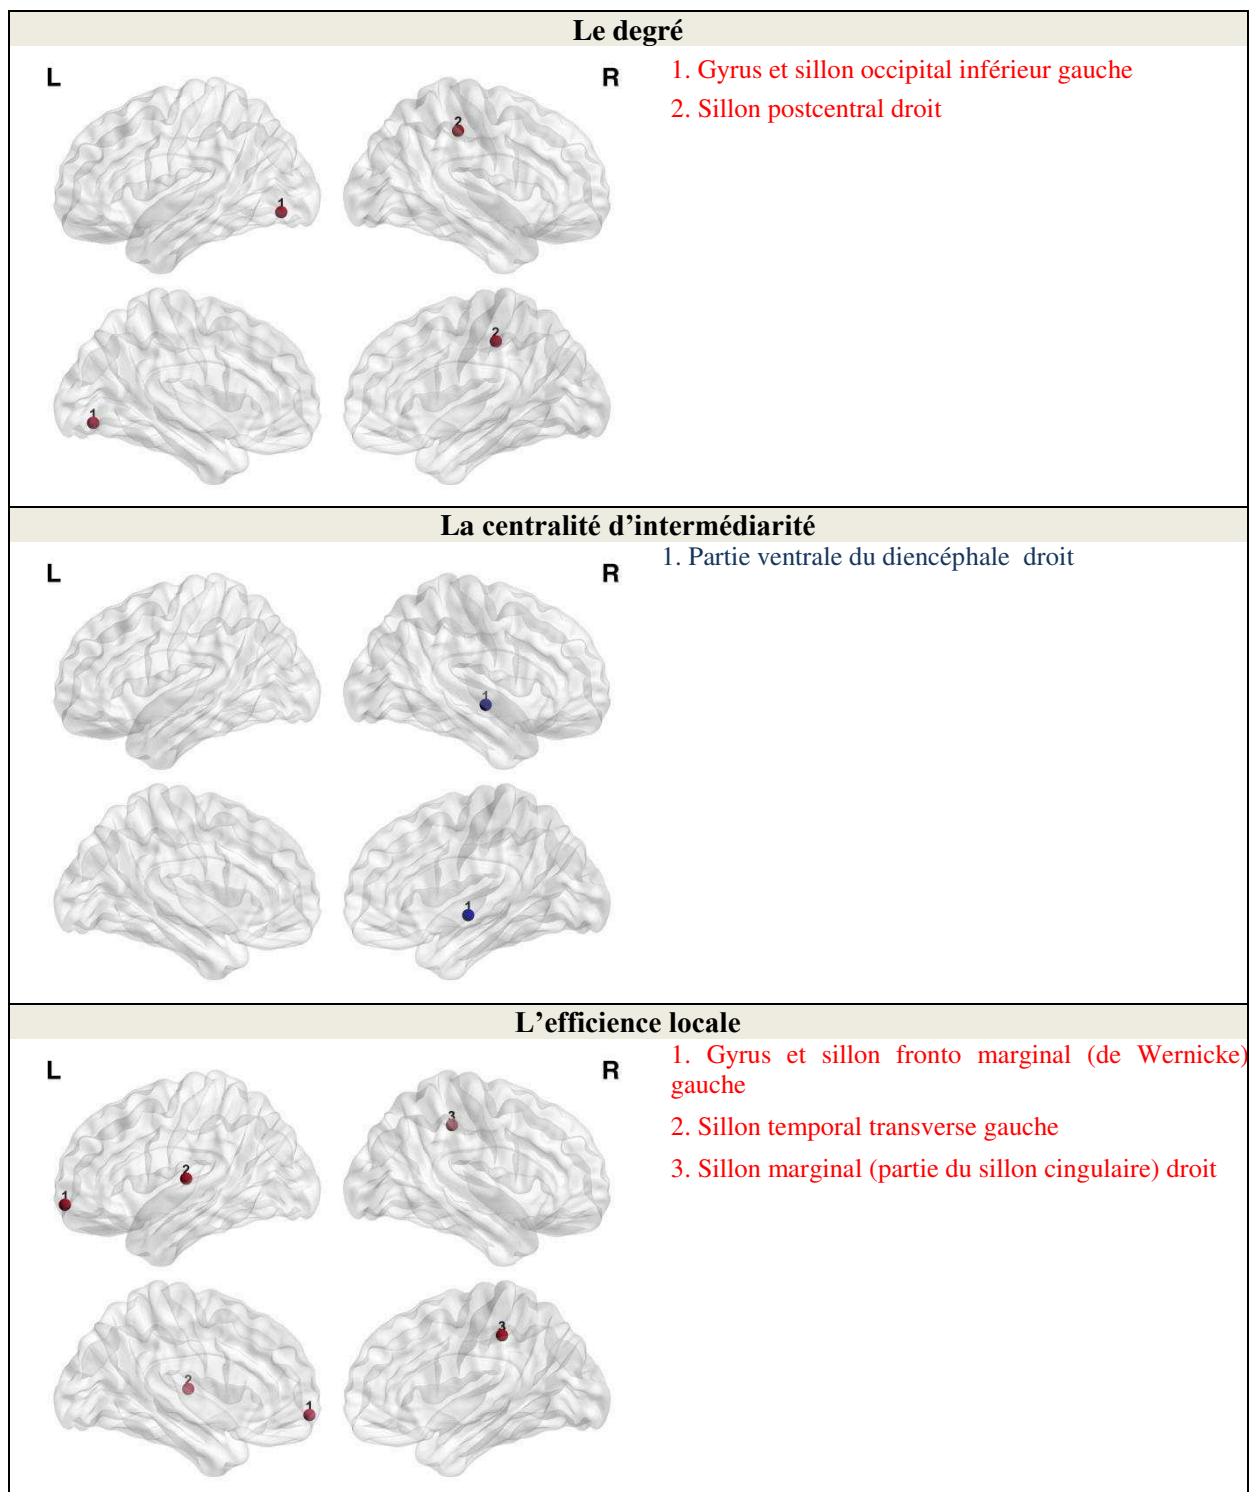 Le degré
L
R
1. Gyrus et sillon occipital inférieur gauche
2. Sillon postcentral droit
2
1
2
1
La centralité d'intermédiarité
1. Partie ventrale du diencéphale droit
L
R
1
1
L'efficience locale
1. Gyrus et sillon fronto marginal (de Wernicke)
gauche
2. Sillon temporal transverse gauche
3. Sillon marginal (partie du sillon cingulaire) droit
L
R
3
2
1
3
2
1